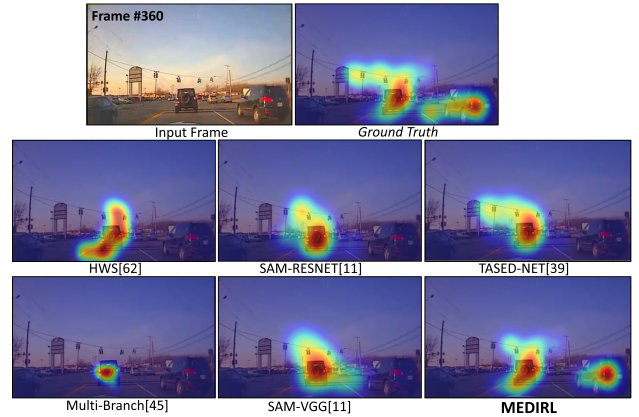 Frame #360
Input Frame
Ground Truth
HWS[62]
SAM-RESNET[11]
TASED-NET[39]
Multi-Branch[45]
SAM-VGG[11]
MEDIRL